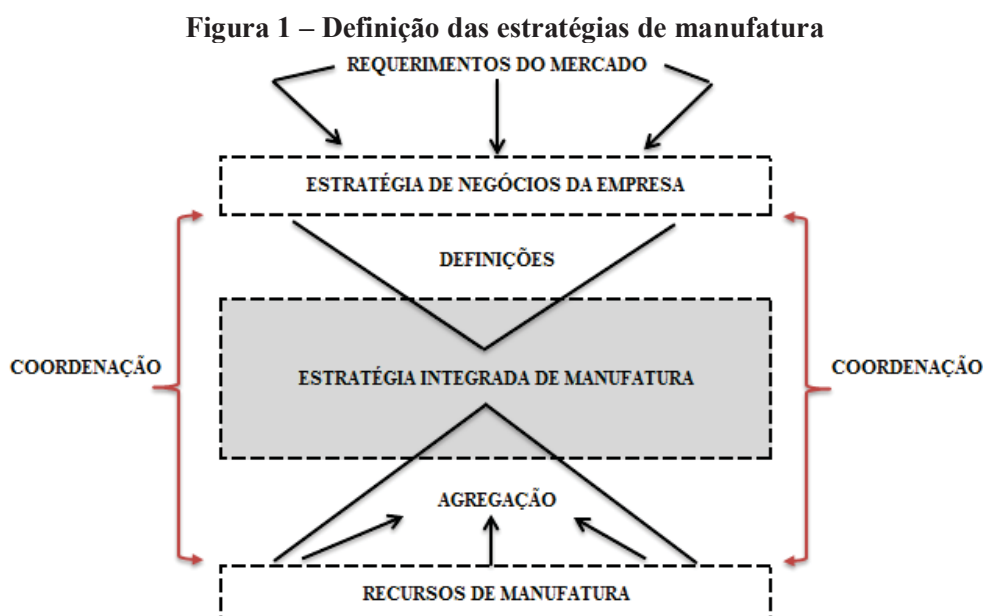 Figura 1 – Definição das estratégias de manufatura
REQUERIMENTOS DO MERCADO
ESTRATÉGIA DE NEGÓCIOS DA EMPRESA
DEFINIÇÕES
COORDENAÇÃO
ESTRATÉGIA INTEGRADA DE MANUFATURA
COORDENAÇÃO
AGREGAÇÃO
RECURSOS DE MANUFATURA